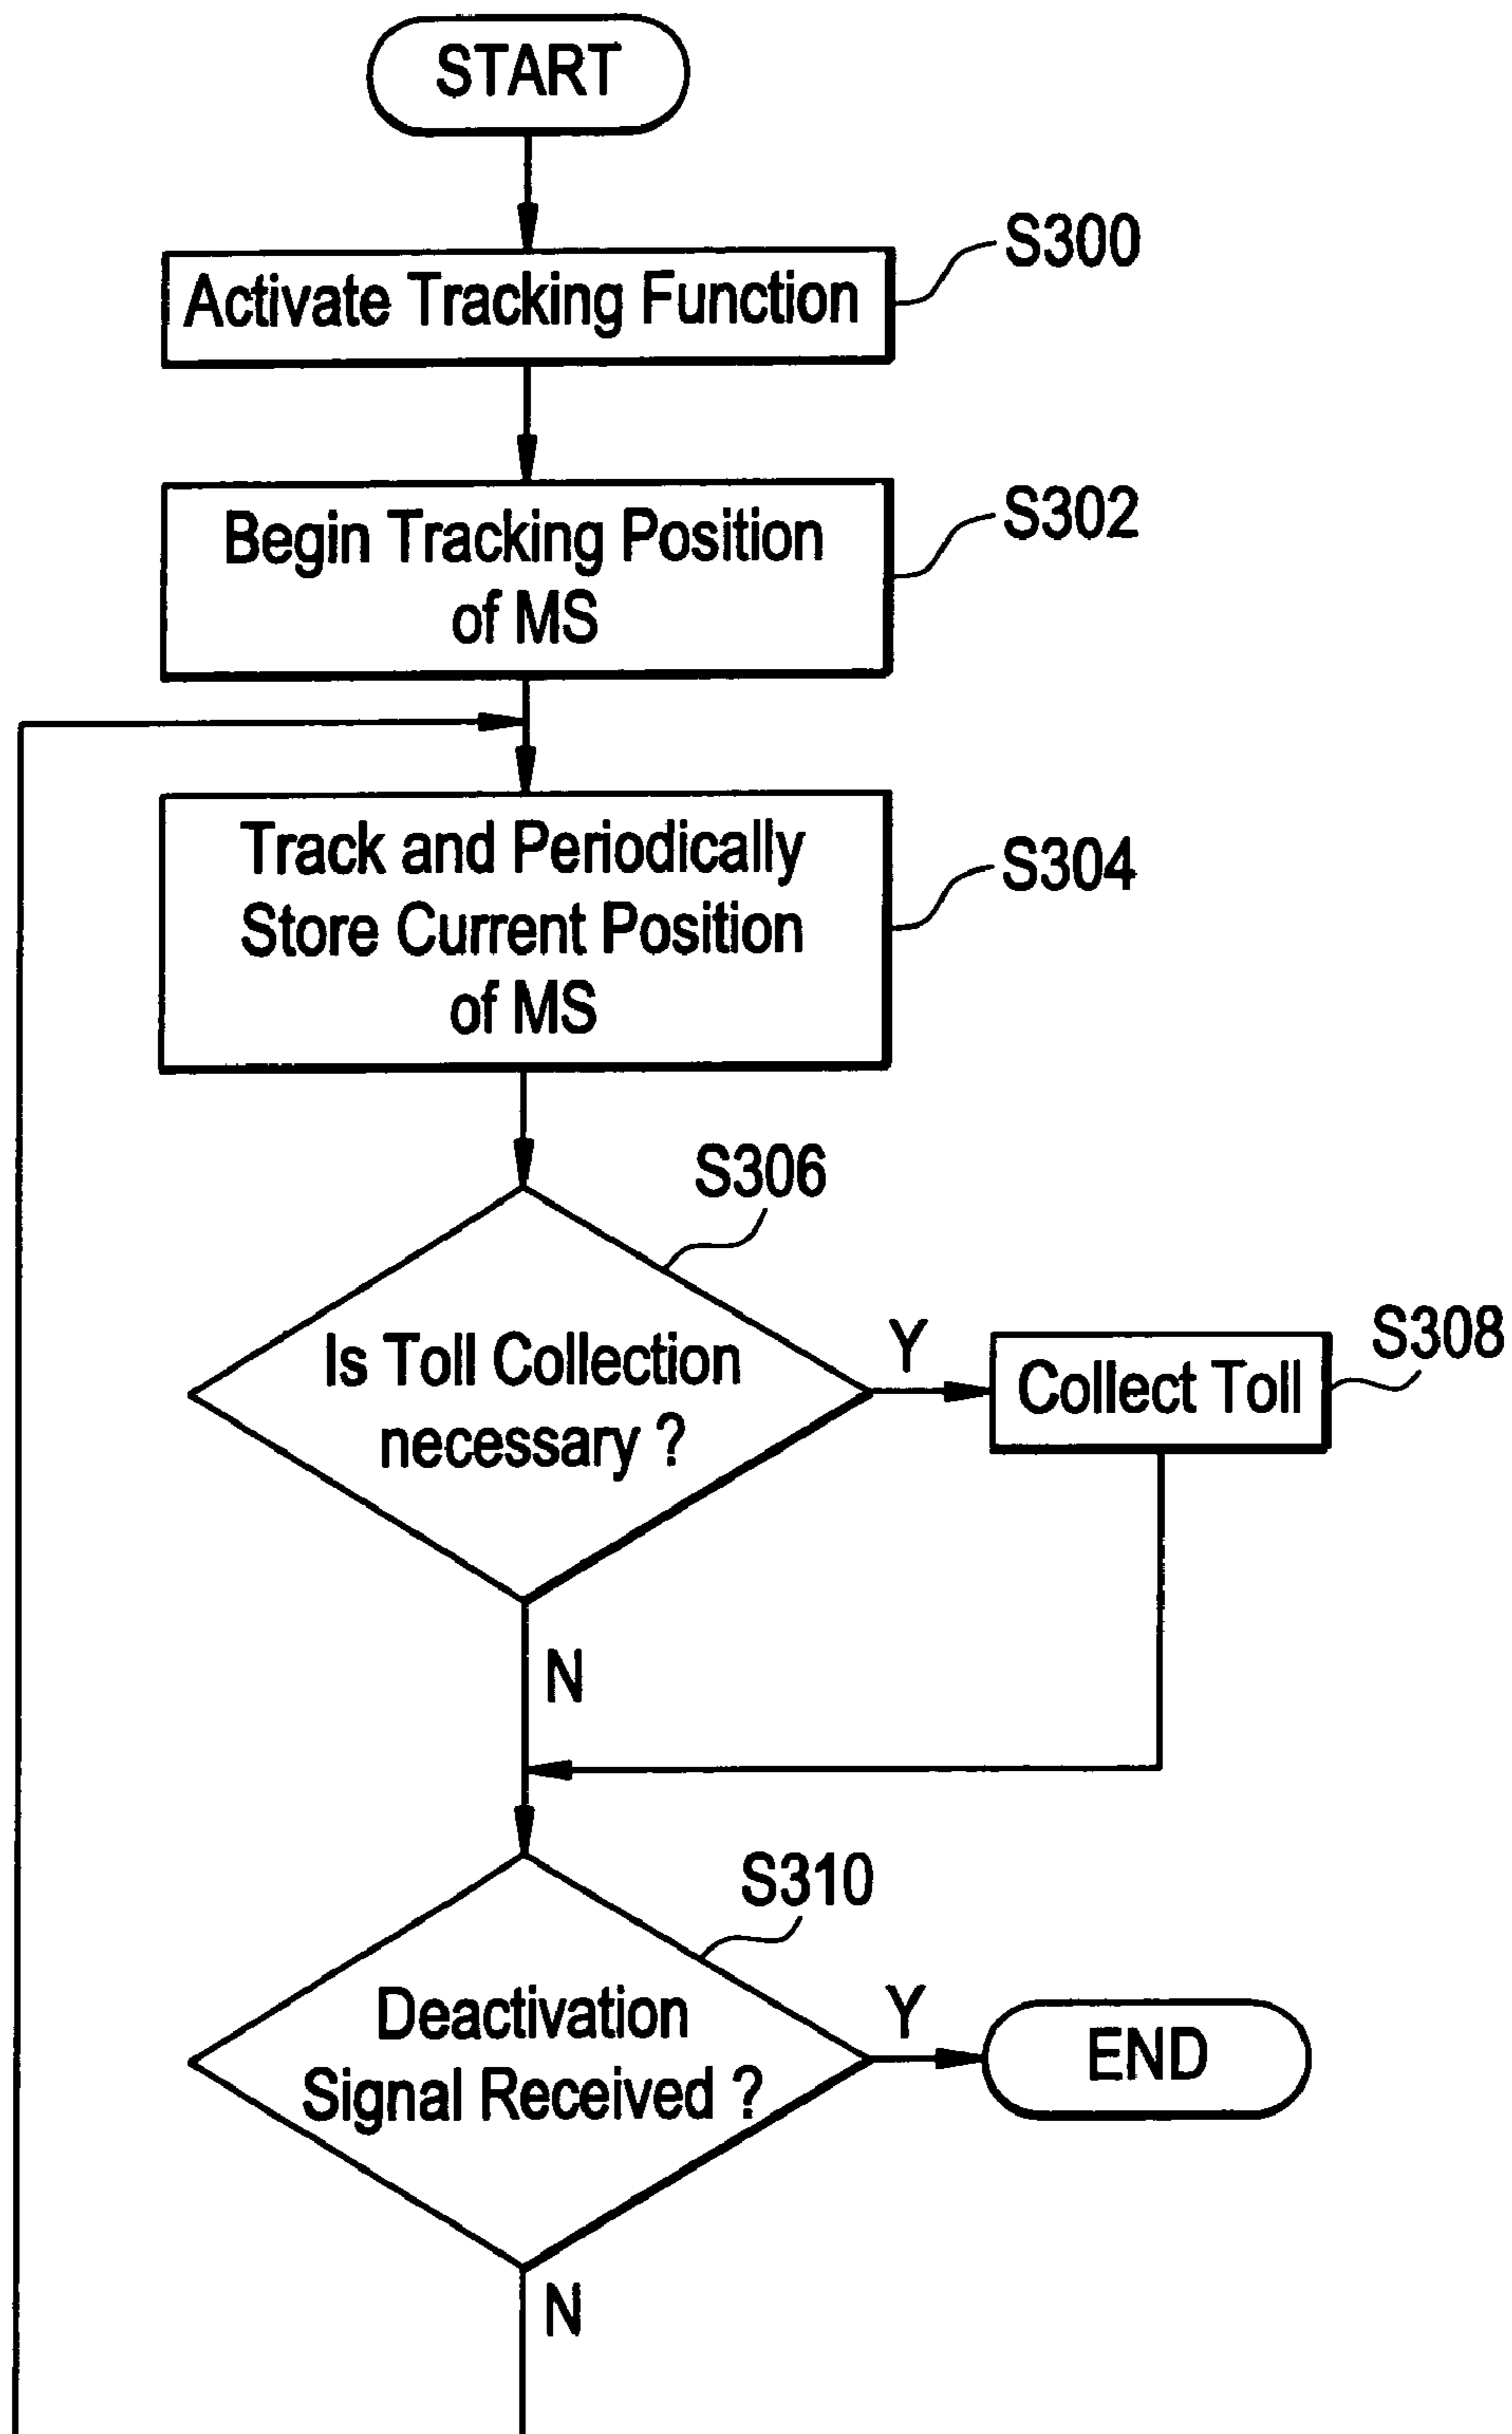 START
Activate Tracking Function
S300
Begin Tracking Position
of MS
S302
Track and Periodically
Store Current Position
of MS
S304
S306
Is Toll Collection
necessary ?
Y
Collect Toll
S308
N
S310
Deactivation
Signal Received ?
Y
END
N